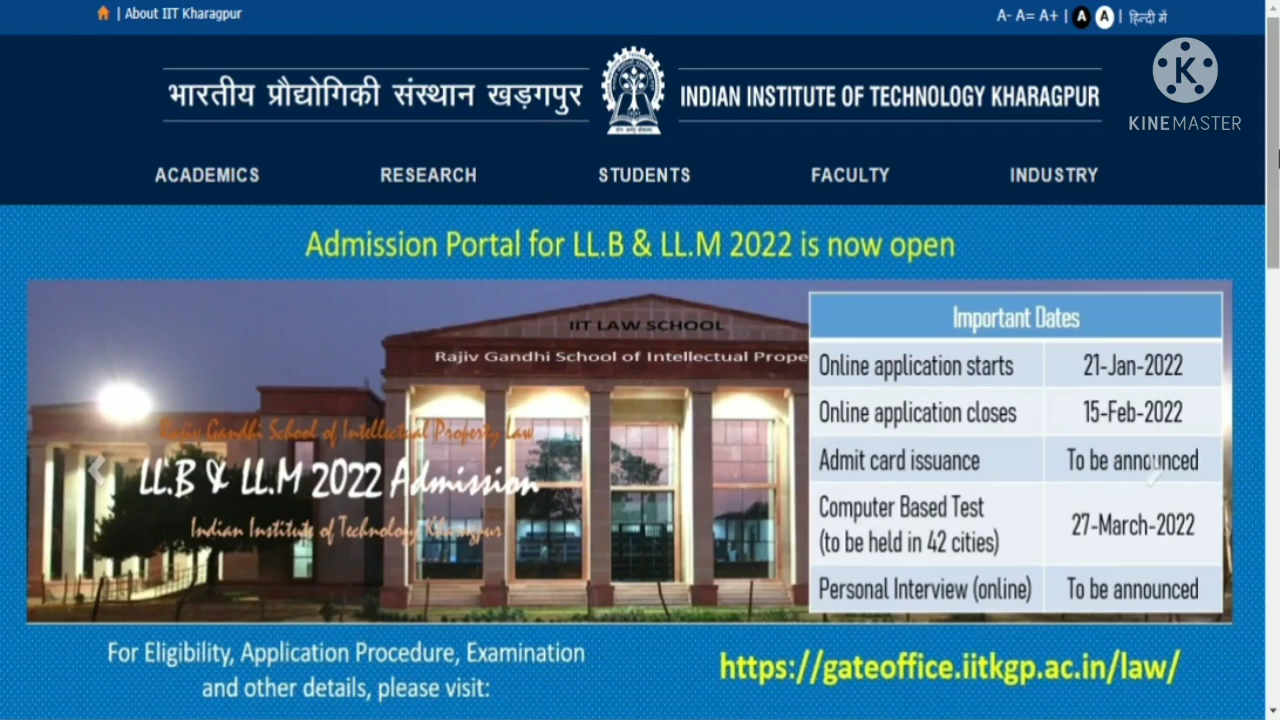 | About IIT Kharagpur
A- A= A+ | A A | हिन्दी में
भारतीय प्रौद्योगिकी संस्थान खड़गपुर
INDIAN INSTITUTE OF TECHNOLOGY KHARAGPUR
K
KINEMASTER
ACADEMICS RESEARCH STUDENTS FACULTY INDUSTRY
Admission Portal for LL.B & LL.M 2022 is now open
IIT LAW SCHOOL
Rajiv Gandhi School of Intellectual Prope
Rajiv Gandhi School of Intellectual Property Law
LL.B & LL.M 2022 Admission
Indian Institute of Technology Kharagpur
Important Dates
Online application starts 21-Jan-2022
Online application closes 15-Feb-2022
Admit card issuance To be announced
Computer Based Test
(to be held in 42 cities) 27-March-2022
Personal Interview (online) To be announced
For Eligibility, Application Procedure, Examination
and other details, please visit:
https://gateoffice.iitkgp.ac.in/law/